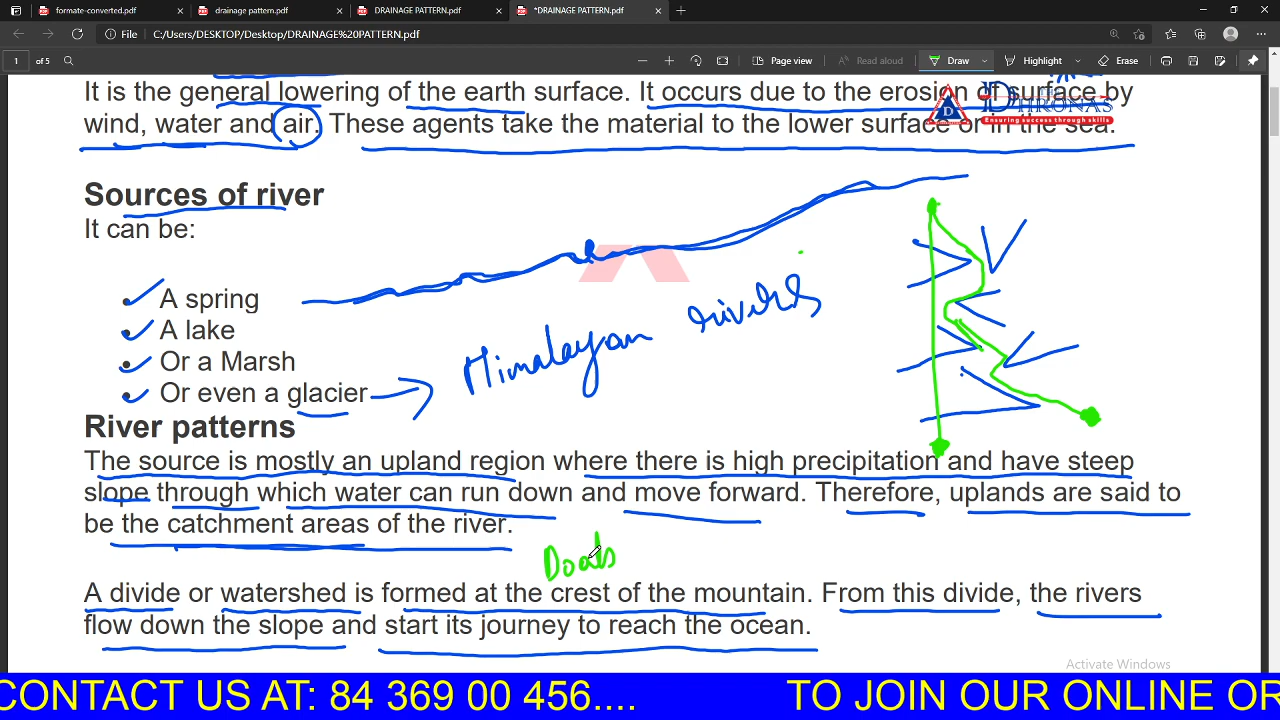 formate-converted.pdf
drainage pattern.pdf
DRAINAGE PATTERN.pdf
*DRAINAGE PATTERN.pdf
File C:/Users/DESKTOP/Desktop/DRAINAGE%20PATTERN.pdf
1 of 5
Page view
Read aloud
Draw
Highlight
Erase
It is the general lowering of the earth surface. It occurs due to the erosion of surface by
wind, water and air. These agents take the material to the lower surface or in the sea.
D
DHRONAS
Ensuring success through skills
Sources of river
It can be:
• A spring
• A lake
• Or a Marsh
• Or even a glacier
Himalayan rivers
River patterns
The source is mostly an upland region where there is high precipitation and have steep
slope through which water can run down and move forward. Therefore, uplands are said to
be the catchment areas of the river.
A divide or watershed is formed at the crest of the mountain. From this divide, the rivers
flow down the slope and start its journey to reach the ocean.
Activate Windows
CONTACT US AT: 84 369 00 456.... TO JOIN OUR ONLINE OR